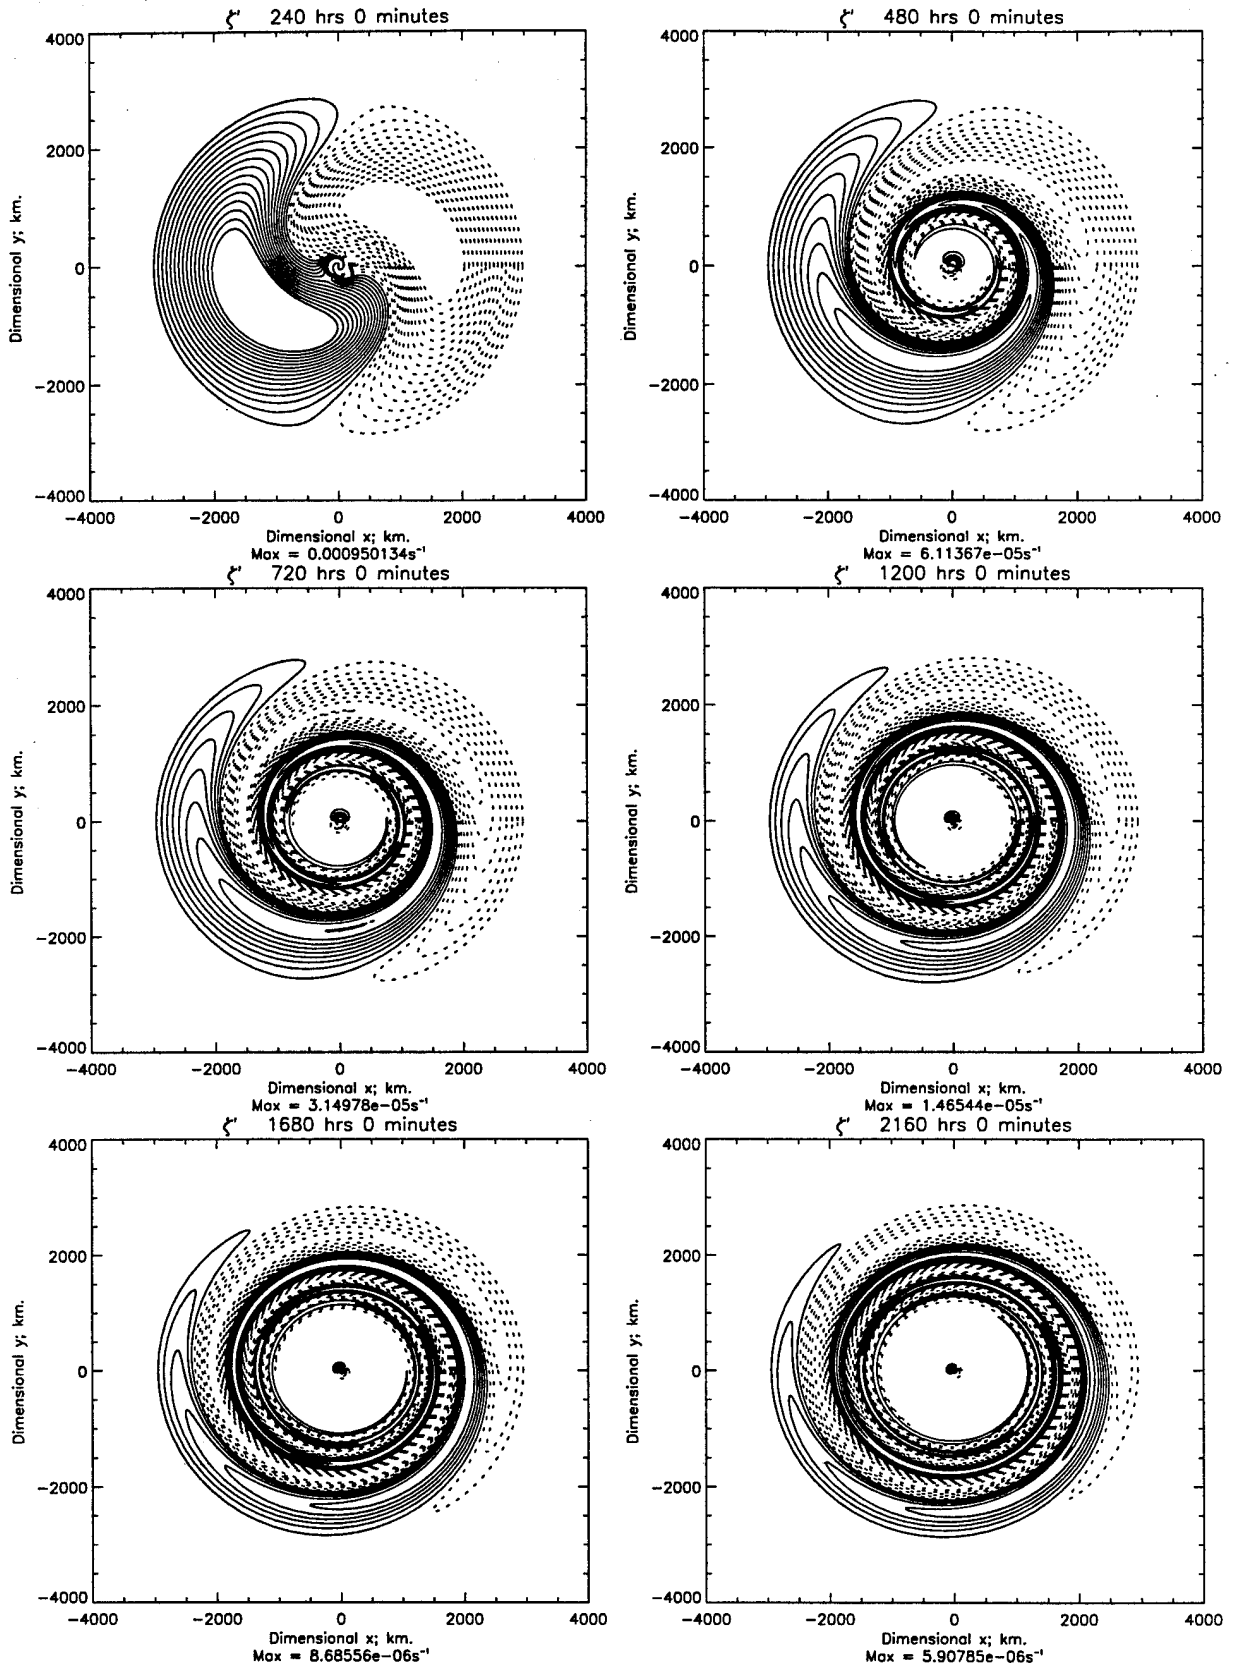 ζ' 240 hrs 0 minutes
4000
2000
0
−2000
−4000
Dimensional y; km.
−4000 −2000 0 2000 4000
Dimensional x; km.
Max = 0.000950134s⁻¹
ζ' 480 hrs 0 minutes
4000
2000
0
−2000
−4000
Dimensional y; km.
−4000 −2000 0 2000 4000
Dimensional x; km.
Max = 6.11367e−05s⁻¹
ζ' 720 hrs 0 minutes
4000
2000
0
−2000
−4000
Dimensional y; km.
−4000 −2000 0 2000 4000
Dimensional x; km.
Max = 3.14978e−05s⁻¹
ζ' 1200 hrs 0 minutes
4000
2000
0
−2000
−4000
Dimensional y; km.
−4000 −2000 0 2000 4000
Dimensional x; km.
Max = 1.46544e−05s⁻¹
ζ' 1680 hrs 0 minutes
4000
2000
0
−2000
−4000
Dimensional y; km.
−4000 −2000 0 2000 4000
Dimensional x; km.
Max = 8.68556e−06s⁻¹
ζ' 2160 hrs 0 minutes
4000
2000
0
−2000
−4000
Dimensional y; km.
−4000 −2000 0 2000 4000
Dimensional x; km.
Max = 5.90785e−06s⁻¹